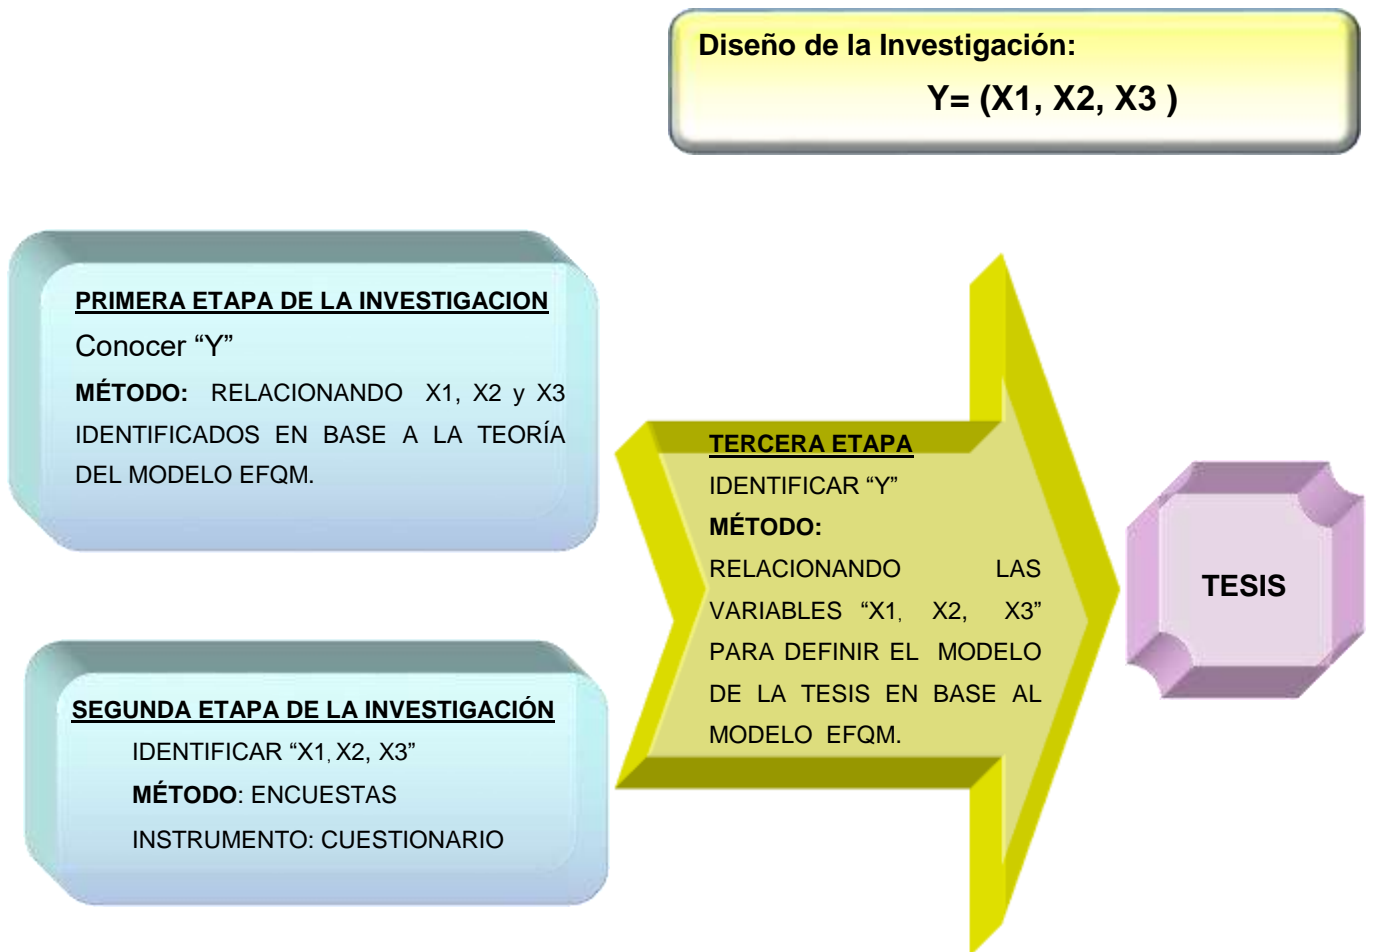 Diseño de la Investigación:
Y= (X1, X2, X3 )
PRIMERA ETAPA DE LA INVESTIGACION
Conocer “Y”
MÉTODO: RELACIONANDO X1, X2 y X3
IDENTIFICADOS EN BASE A LA TEORÍA
DEL MODELO EFQM.
SEGUNDA ETAPA DE LA INVESTIGACIÓN
IDENTIFICAR “X1, X2, X3”
MÉTODO: ENCUESTAS
INSTRUMENTO: CUESTIONARIO
TERCERA ETAPA
IDENTIFICAR “Y”
MÉTODO:
RELACIONANDO LAS
VARIABLES “X1, X2, X3”
PARA DEFINIR EL MODELO
DE LA TESIS EN BASE AL
MODELO EFQM.
TESIS